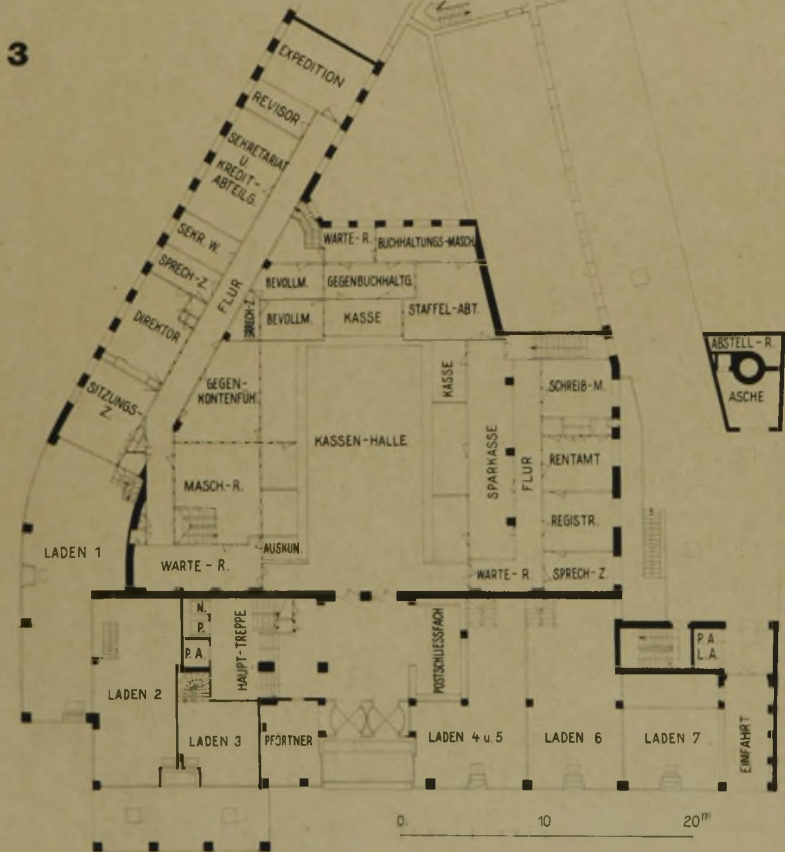 3
EXPEDITION
REVISOR
SEKRETARIAT
U.
KREDIT-
ABTEILG.
SEKR. W.
SPRECH-Z.
DIREKTOR
SITZUNGS-
Z.
FLUR
WARTE-R.
BUCHHALTUNGS-MASCH.
BEVOLLM.
GEGENBUCHHALTG.
SPRECH-Z.
BEVOLLM.
KASSE
STAFFEL-ABT.
GEGEN-
KONTENFÜH.
KASSEN-HALLE
KASSE
SPARKASSE
FLUR
SCHREIB-M.
RENTAMT
REGISTR.
SPRECH-Z.
WARTE-R.
MASCH.-R.
AUSKUN.
WARTE-R.
ABSTELL-R.
ASCHE
LADEN 1
LADEN 2
N.
P.
P.A.
HAUPT-TREPPE
LADEN 3
PFÖRTNER
POSTSCHLIESSFACH
LADEN 4 u. 5
LADEN 6
LADEN 7
P.A.
L.A.
EINFAHRT
0. 10 20m